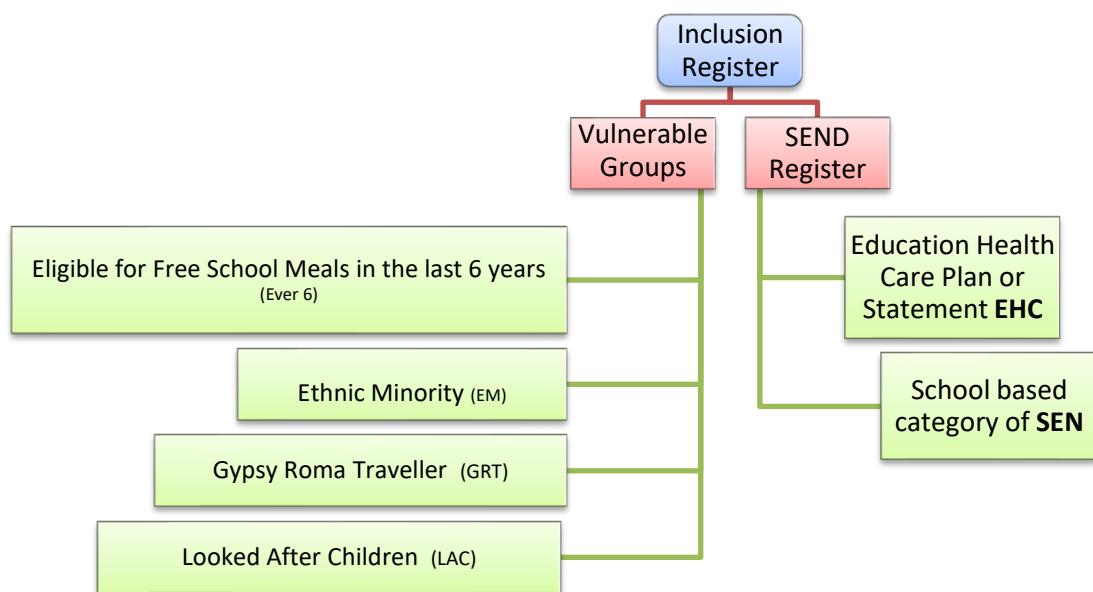 Inclusion
Register
Vulnerable
Groups
SEND
Register
Eligible for Free School Meals in the last 6 years
(Ever 6)
Ethnic Minority (EM)
Gypsy Roma Traveller (GRT)
Looked After Children (LAC)
Education Health
Care Plan or
Statement EHC
School based
category of SEN